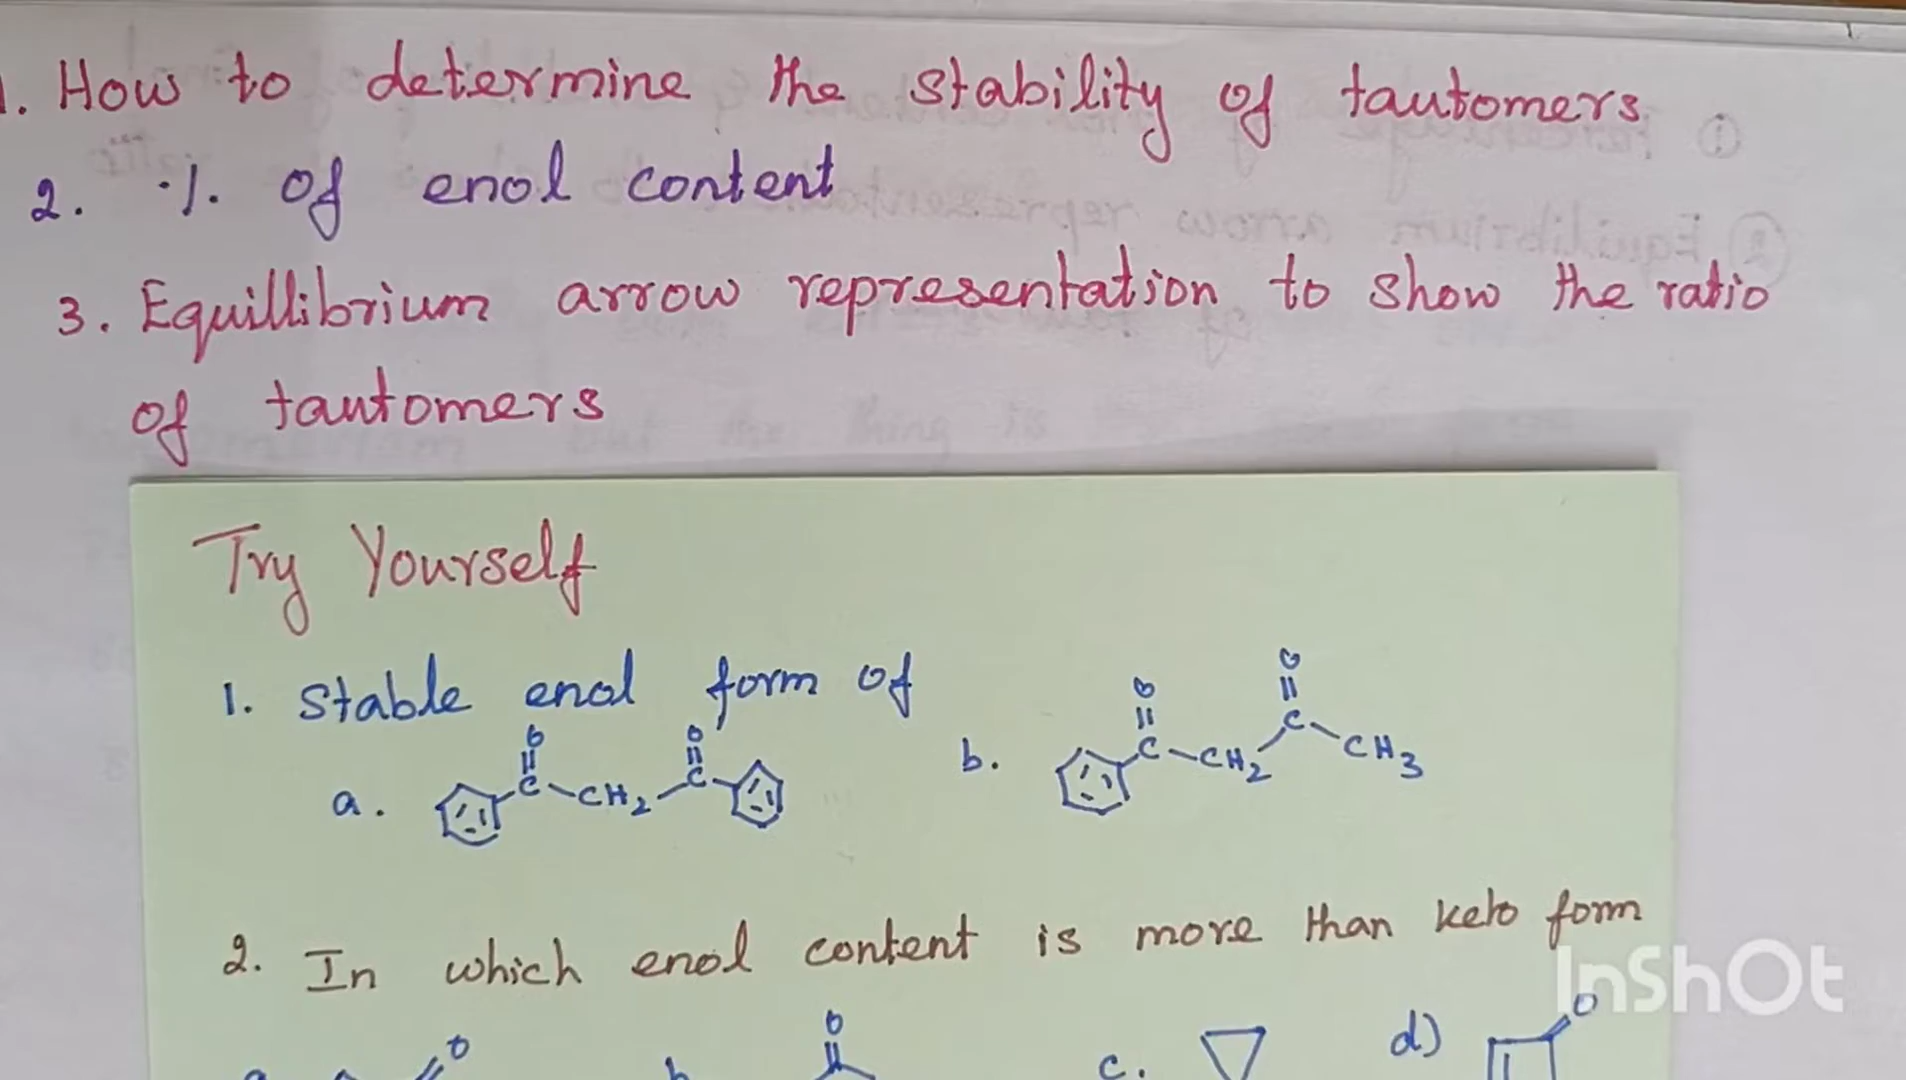 1. How to determine the stability of tautomers
2. % of enol content
3. Equillibrium arrow representation to show the ratio
of tautomers
Try Yourself
1. Stable enol form of
a. C=O CH2 C=O
b. C=O CH2 C=O CH3
2. In which enol content is more than keto form
a O
b O
c.
d) O
InShOt